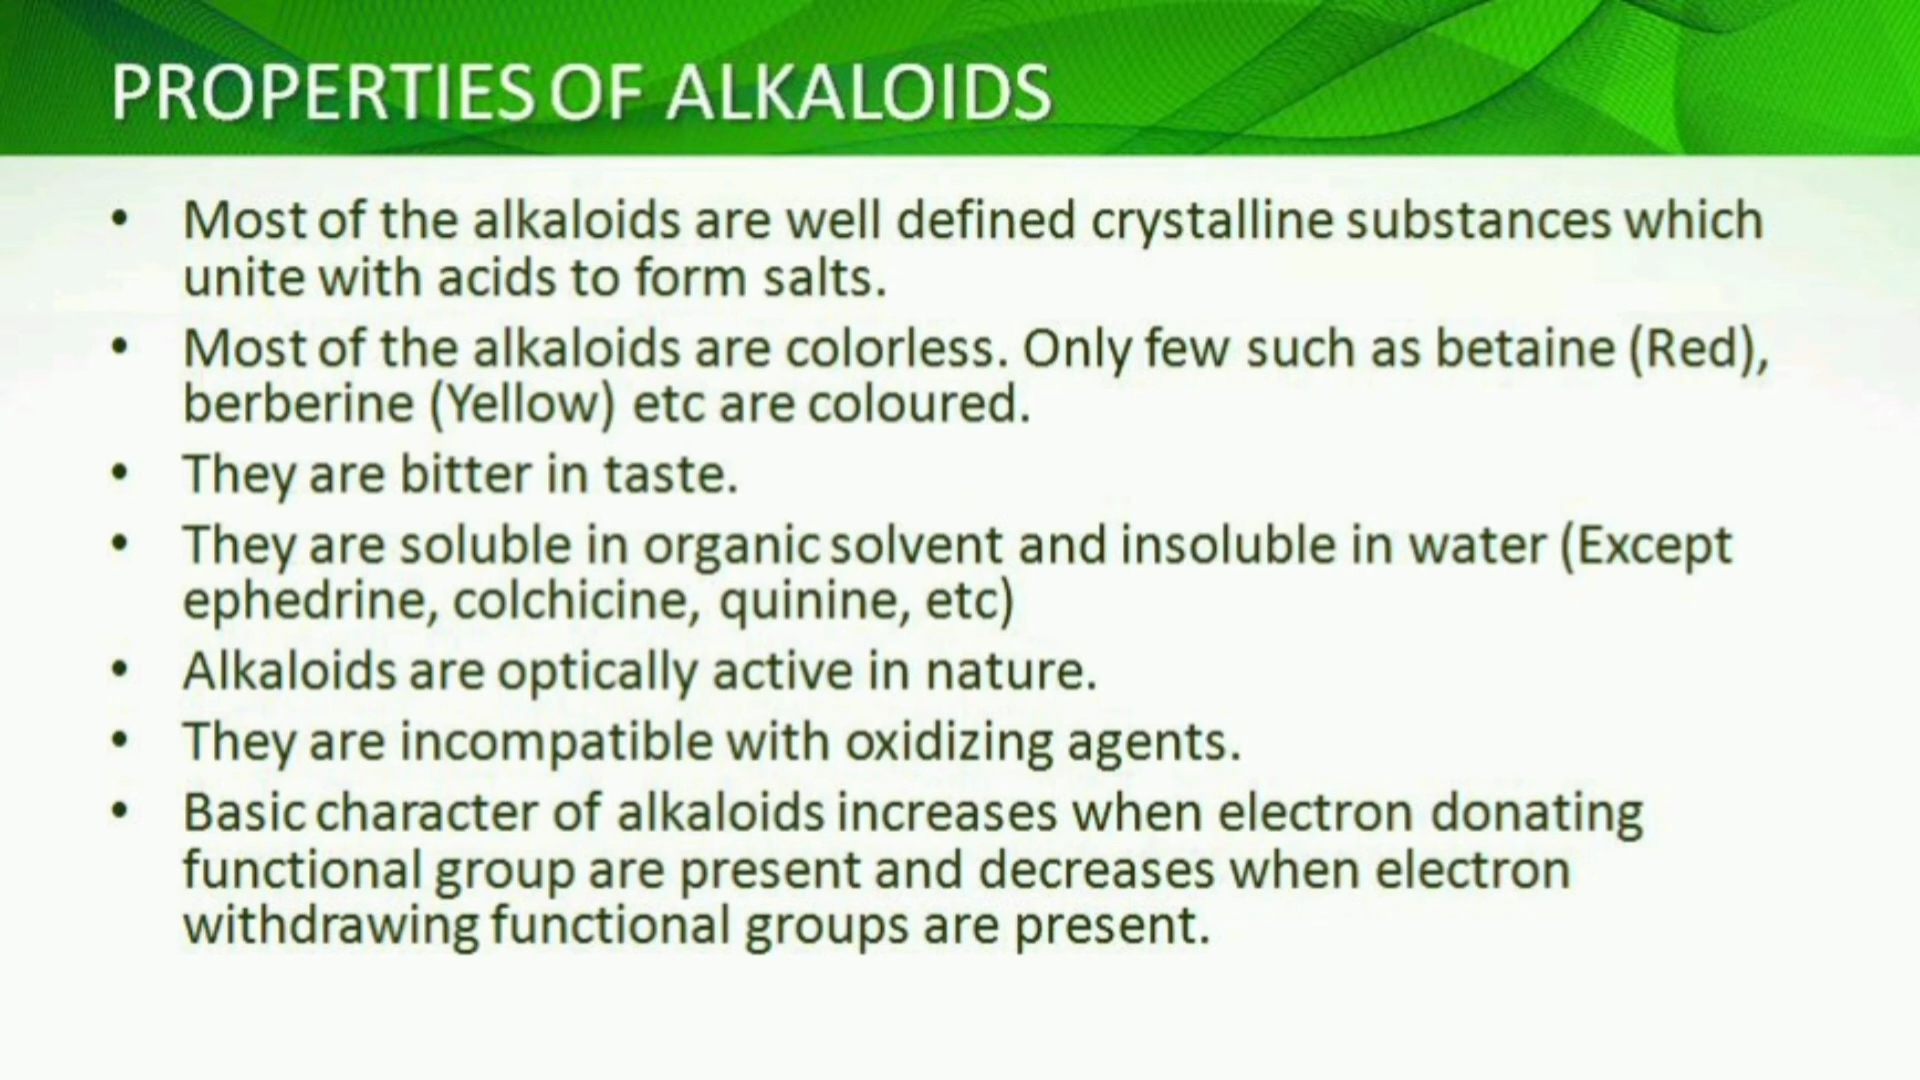 PROPERTIES OF ALKALOIDS
• Most of the alkaloids are well defined crystalline substances which
unite with acids to form salts.
• Most of the alkaloids are colorless. Only few such as betaine (Red),
berberine (Yellow) etc are coloured.
• They are bitter in taste.
• They are soluble in organic solvent and insoluble in water (Except
ephedrine, colchicine, quinine, etc)
• Alkaloids are optically active in nature.
• They are incompatible with oxidizing agents.
• Basic character of alkaloids increases when electron donating
functional group are present and decreases when electron
withdrawing functional groups are present.